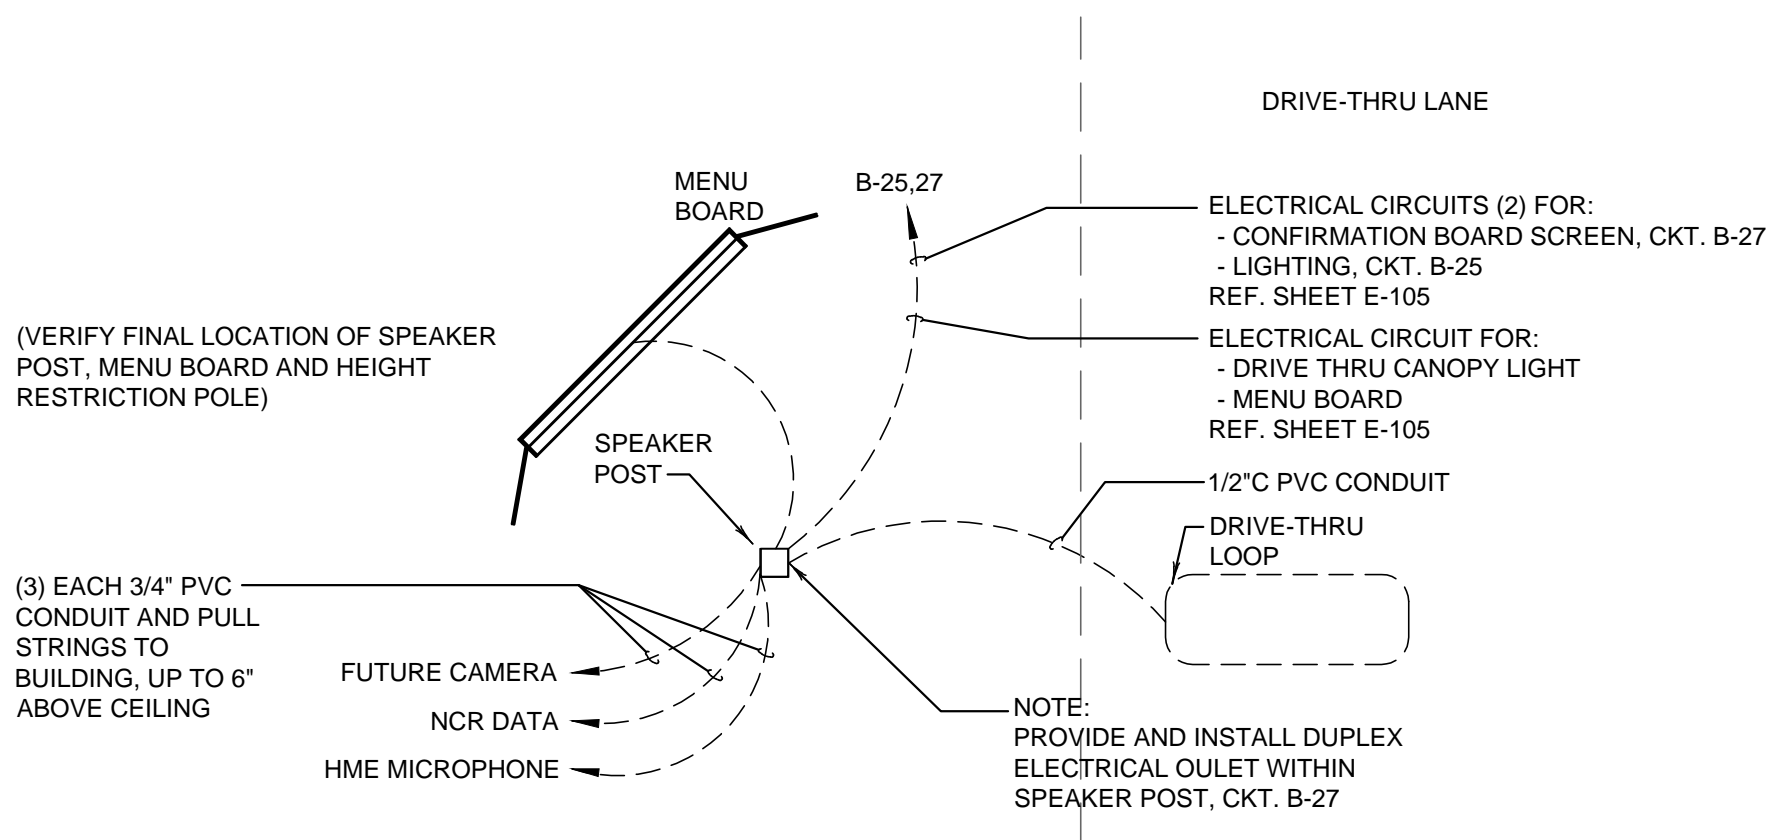 DRIVE-THRU LANE
MENU
BOARD
B-25,27
ELECTRICAL CIRCUITS (2) FOR:
- CONFIRMATION BOARD SCREEN, CKT. B-27
- LIGHTING, CKT. B-25
REF. SHEET E-105
(VERIFY FINAL LOCATION OF SPEAKER
POST, MENU BOARD AND HEIGHT
RESTRICTION POLE)
ELECTRICAL CIRCUIT FOR:
- DRIVE THRU CANOPY LIGHT
- MENU BOARD
REF. SHEET E-105
SPEAKER
POST
1/2"C PVC CONDUIT
DRIVE-THRU
LOOP
(3) EACH 3/4" PVC
CONDUIT AND PULL
STRINGS TO
BUILDING, UP TO 6"
ABOVE CEILING
FUTURE CAMERA
NCR DATA
HME MICROPHONE
NOTE:
PROVIDE AND INSTALL DUPLEX
ELECTRICAL OULET WITHIN
SPEAKER POST, CKT. B-27